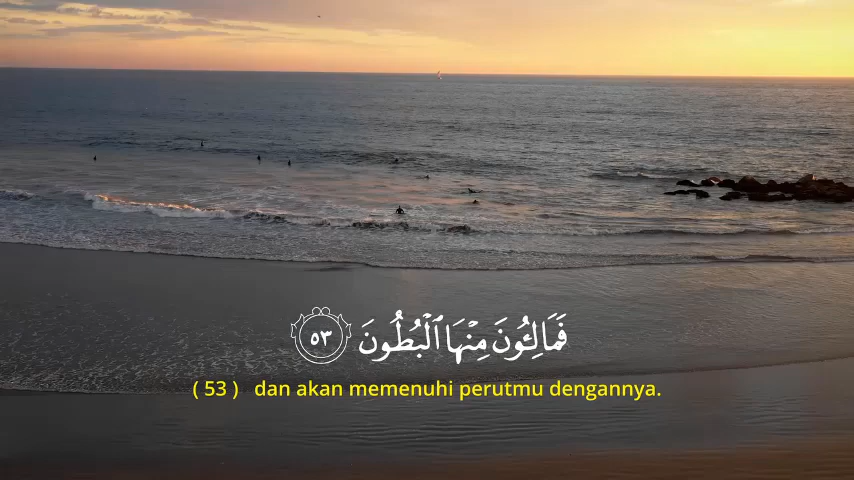 فَمَالِـُٔونَ مِنْهَا ٱلْبُطُونَ ٥٣
( 53 ) dan akan memenuhi perutmu dengannya.